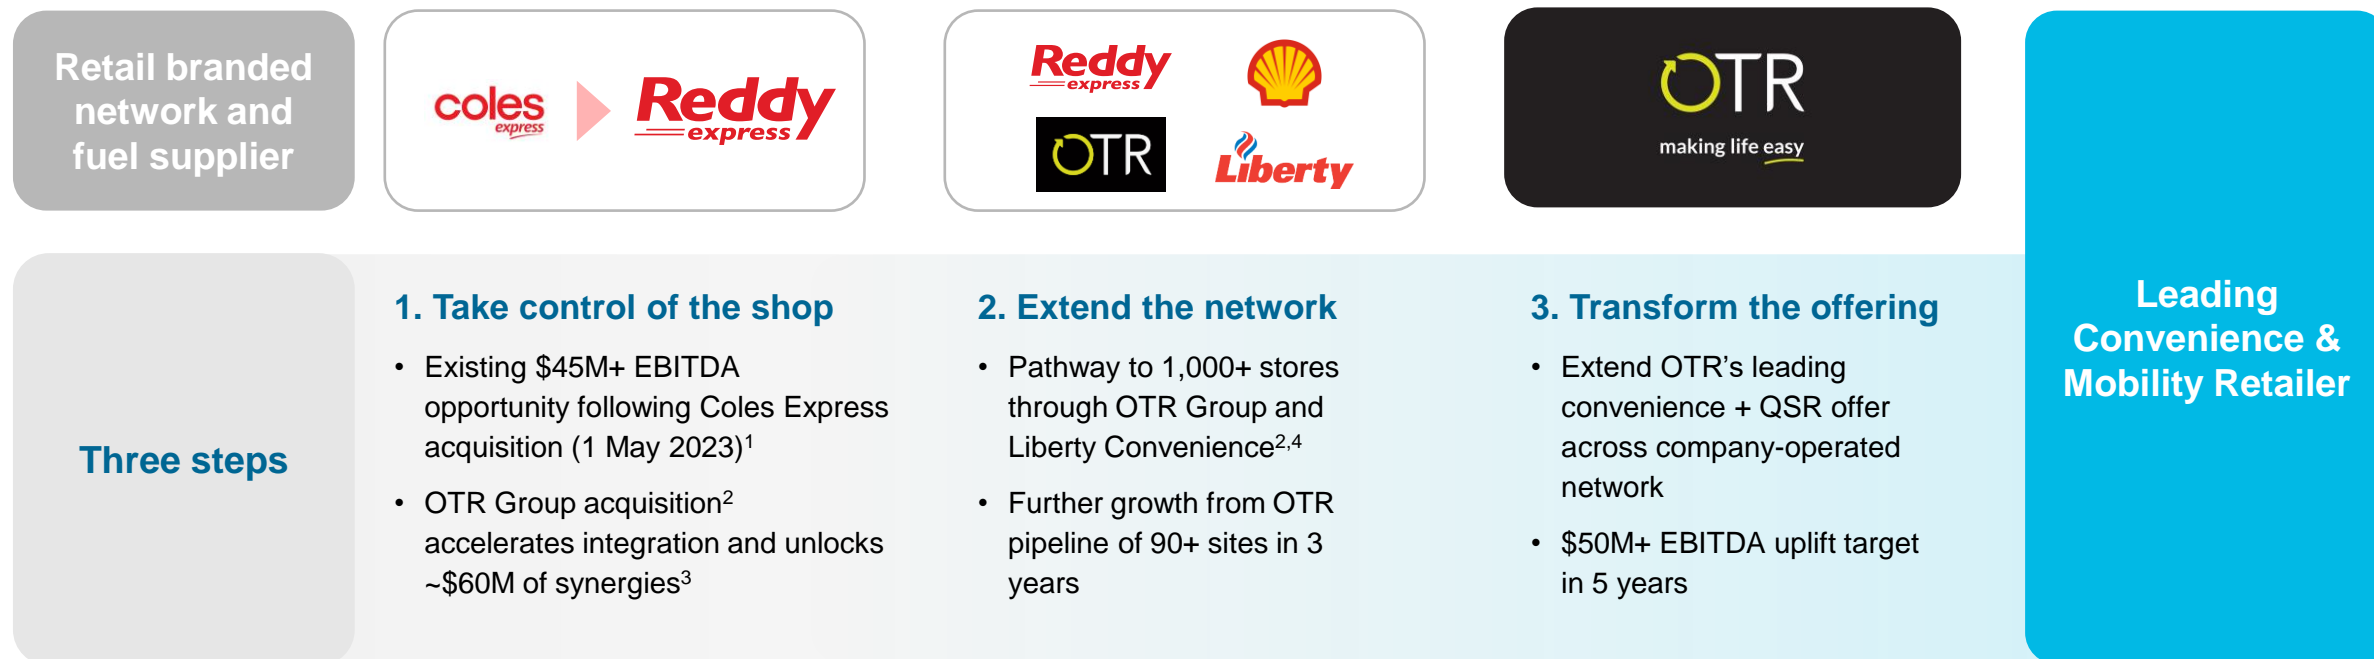 Retail branded
network and
fuel supplier
coles
express
Reddy
express
Reddy
express
OTR
Liberty
OTR
making life easy
Three steps
1. Take control of the shop
• Existing $45M+ EBITDA
opportunity following Coles Express
acquisition (1 May 2023)1
• OTR Group acquisition2
accelerates integration and unlocks
~$60M of synergies3
2. Extend the network
• Pathway to 1,000+ stores
through OTR Group and
Liberty Convenience2,4
• Further growth from OTR
pipeline of 90+ sites in 3
years
3. Transform the offering
• Extend OTR’s leading
convenience + QSR offer
across company-operated
network
• $50M+ EBITDA uplift target
in 5 years
Leading
Convenience &
Mobility Retailer